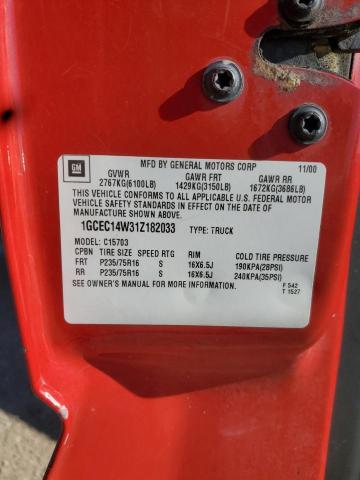 GM
MFD BY GENERAL MOTORS CORP 11/00
GVWR GAWR FRT GAWR RR
2767KG(6100LB) 1429KG(3150LB) 1672KG(3686LB)
THIS VEHICLE CONFORMS TO ALL APPLICABLE U.S. FEDERAL MOTOR
VEHICLE SAFETY STANDARDS IN EFFECT ON THE DATE OF
MANUFACTURE SHOWN ABOVE.
1GCEC14W31Z182033 TYPE: TRUCK
MODEL: C15703
CPBN TIRE SIZE SPEED RTG RIM COLD TIRE PRESSURE
FRT P235/75R16 S 16X6.5J 190KPA(28PSI)
RR P235/75R16 S 16X6.5J 240KPA(35PSI)
SEE OWNER'S MANUAL FOR MORE INFORMATION. F 542
T 1527